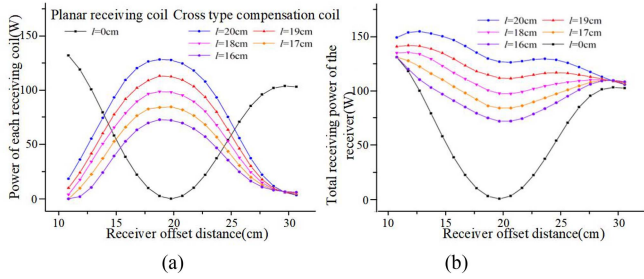 Planar receiving coil Cross type compensation coil
l=0cm
l=20cm
l=19cm
l=18cm
l=17cm
l=16cm
Power of each receiving coil(W)
150
100
50
0
10
15
20
25
30
Receiver offset distance(cm)
(a)
l=20cm
l=19cm
l=18cm
l=17cm
l=16cm
l=0cm
Total receiving power of the
receiver(W)
150
100
50
0
10
15
20
25
30
Receiver offset distance(cm)
(b)